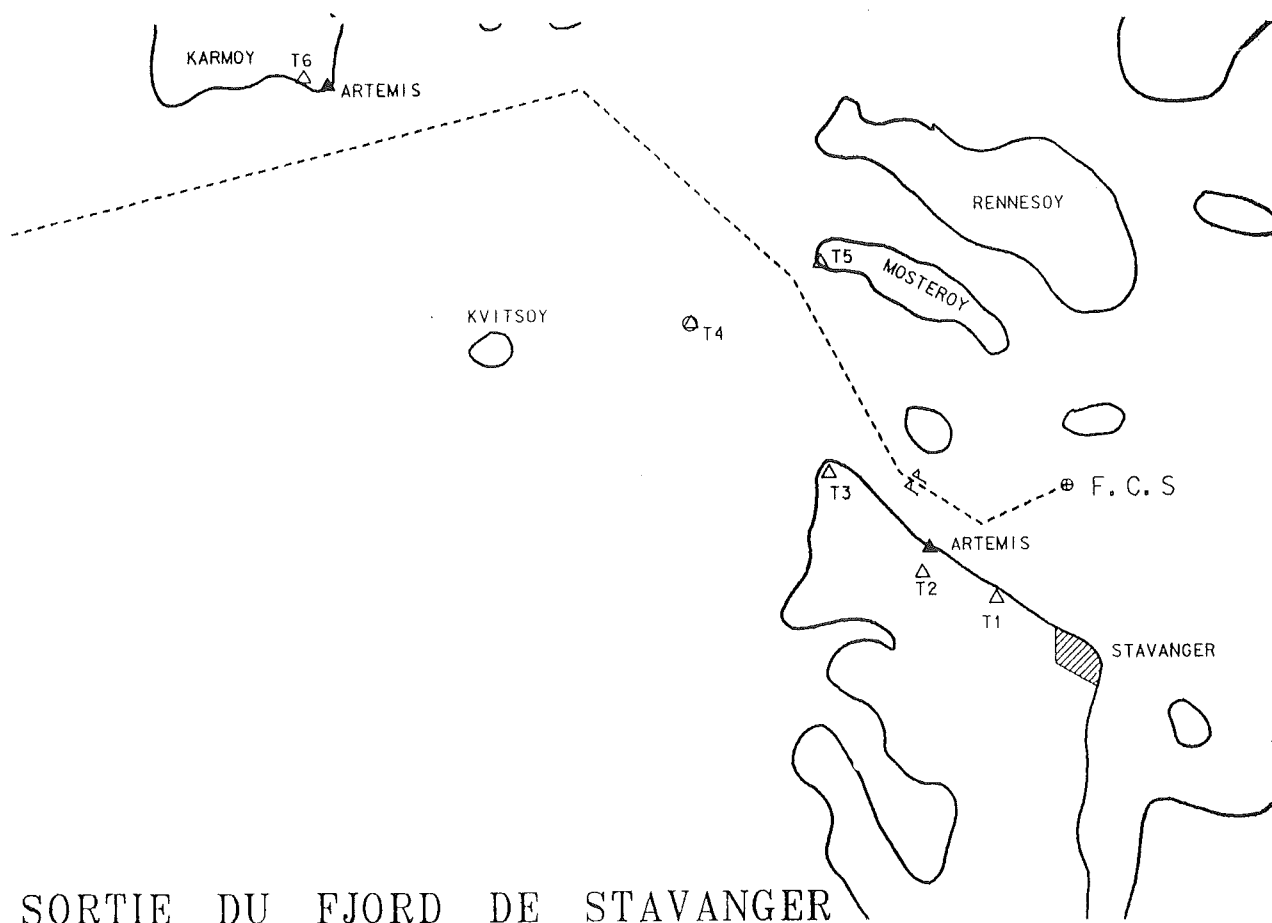 KARMOY
T6
ARTEMIS
RENNESOY
T5
MOSTEROY
KVITSOY
T4
T3
F. C. S
ARTEMIS
T2
T1
STAVANGER
SORTIE DU FJORD DE STAVANGER